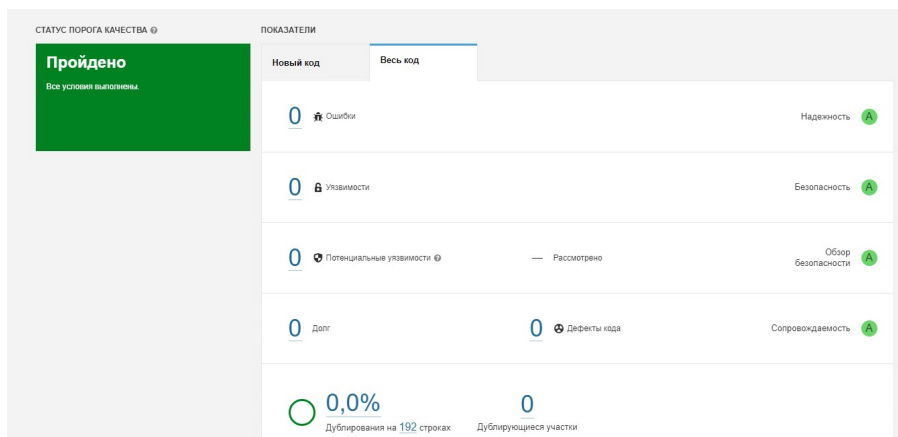 СТАТУС ПОРОГА КАЧЕСТВА
ПОКАЗАТЕЛИ
Пройдено
Все условия выполнены.
Новый код
Весь код
0 Ошибки
Надежность A
0 Уязвимости
Безопасность A
0 Потенциальные уязвимости
— Рассмотрено
Обзор
безопасности A
0 Долг
0 Дефекты кода
Сопровождаемость A
0,0%
Дублирования на 192 строках
0
Дублирующиеся участки